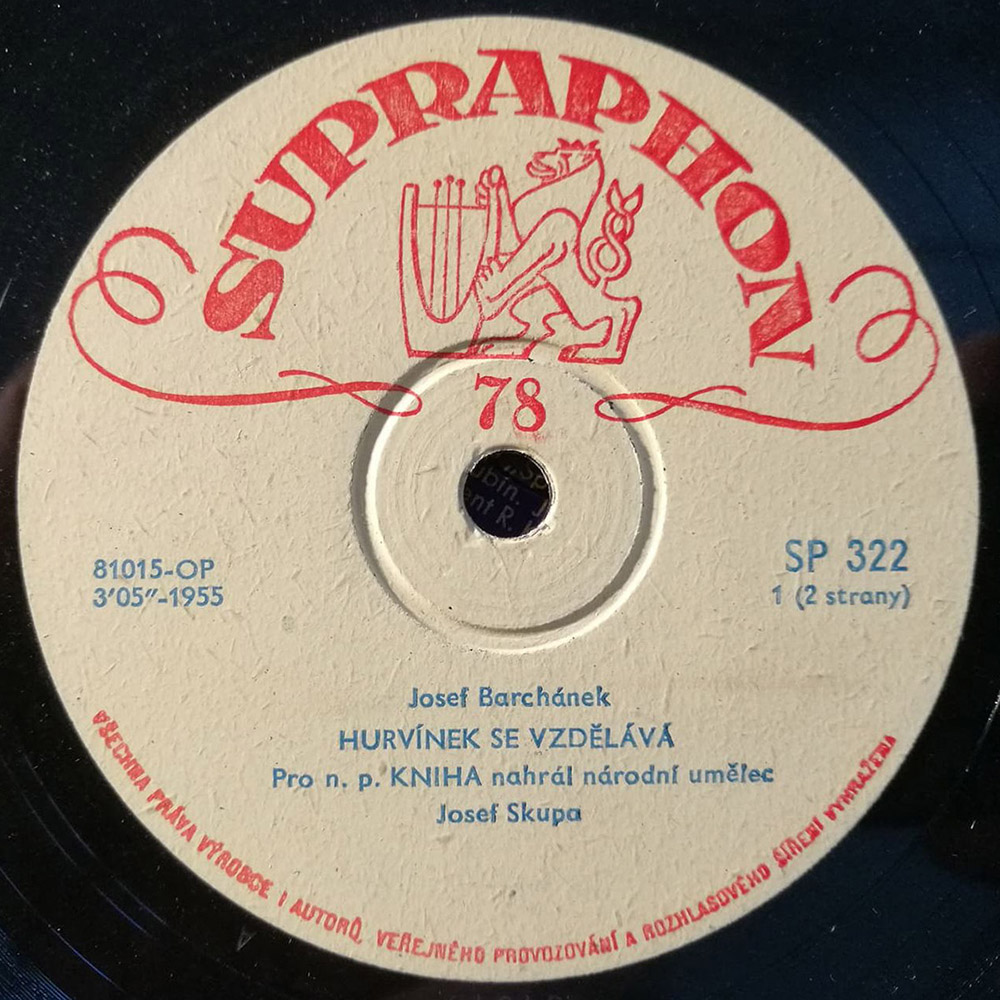 SUPRAPHON
78
81015-OP
3'05"-1955
SP 322
1 (2 strany)
Josef Barchánek
HURVÍNEK SE VZDĚLÁVÁ
Pro n. p. KNIHA nahrál národní umělec
Josef Skupa
VŠECHNA PRÁVA VÝROBCE I AUTORŮ, VEŘEJNÉHO PROVOZOVÁNÍ A ROZHLASOVÉHO ŠÍŘENÍ VYHRAŽENA